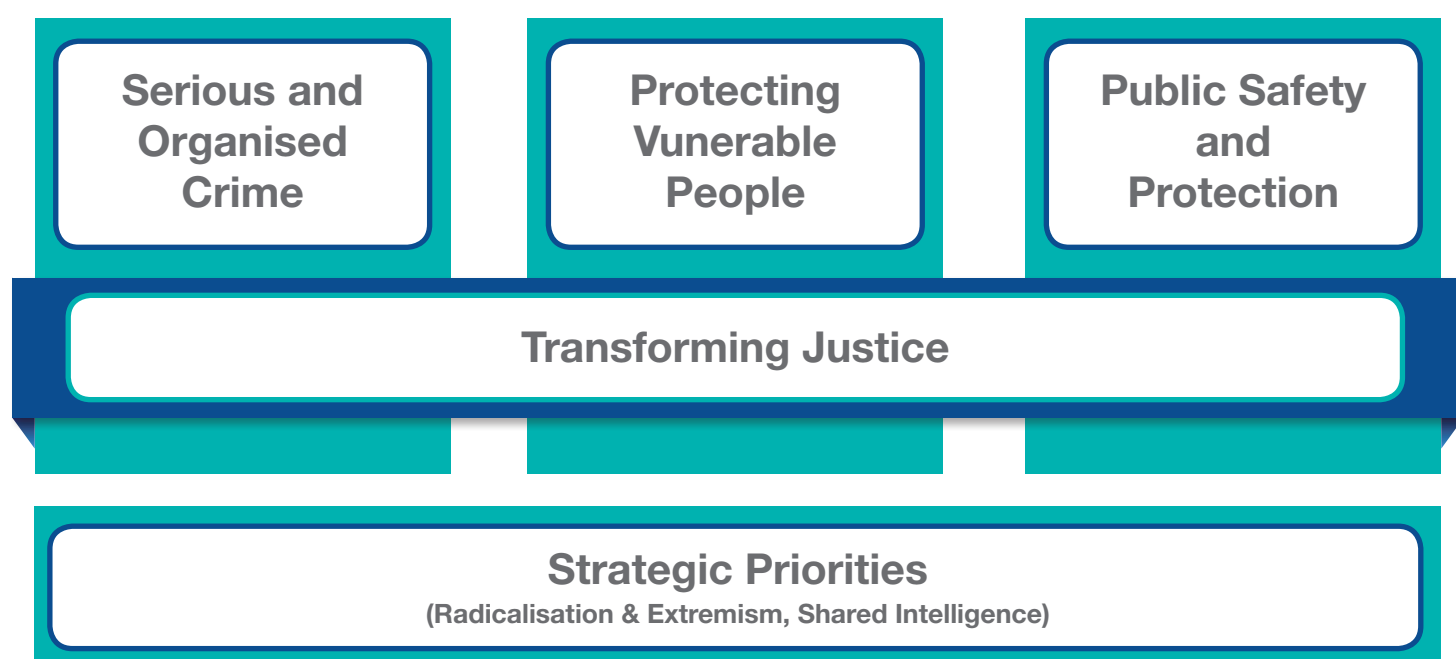 Serious and
Organised
Crime
Protecting
Vunerable
People
Public Safety
and
Protection
Transforming Justice
Strategic Priorities
(Radicalisation & Extremism, Shared Intelligence)